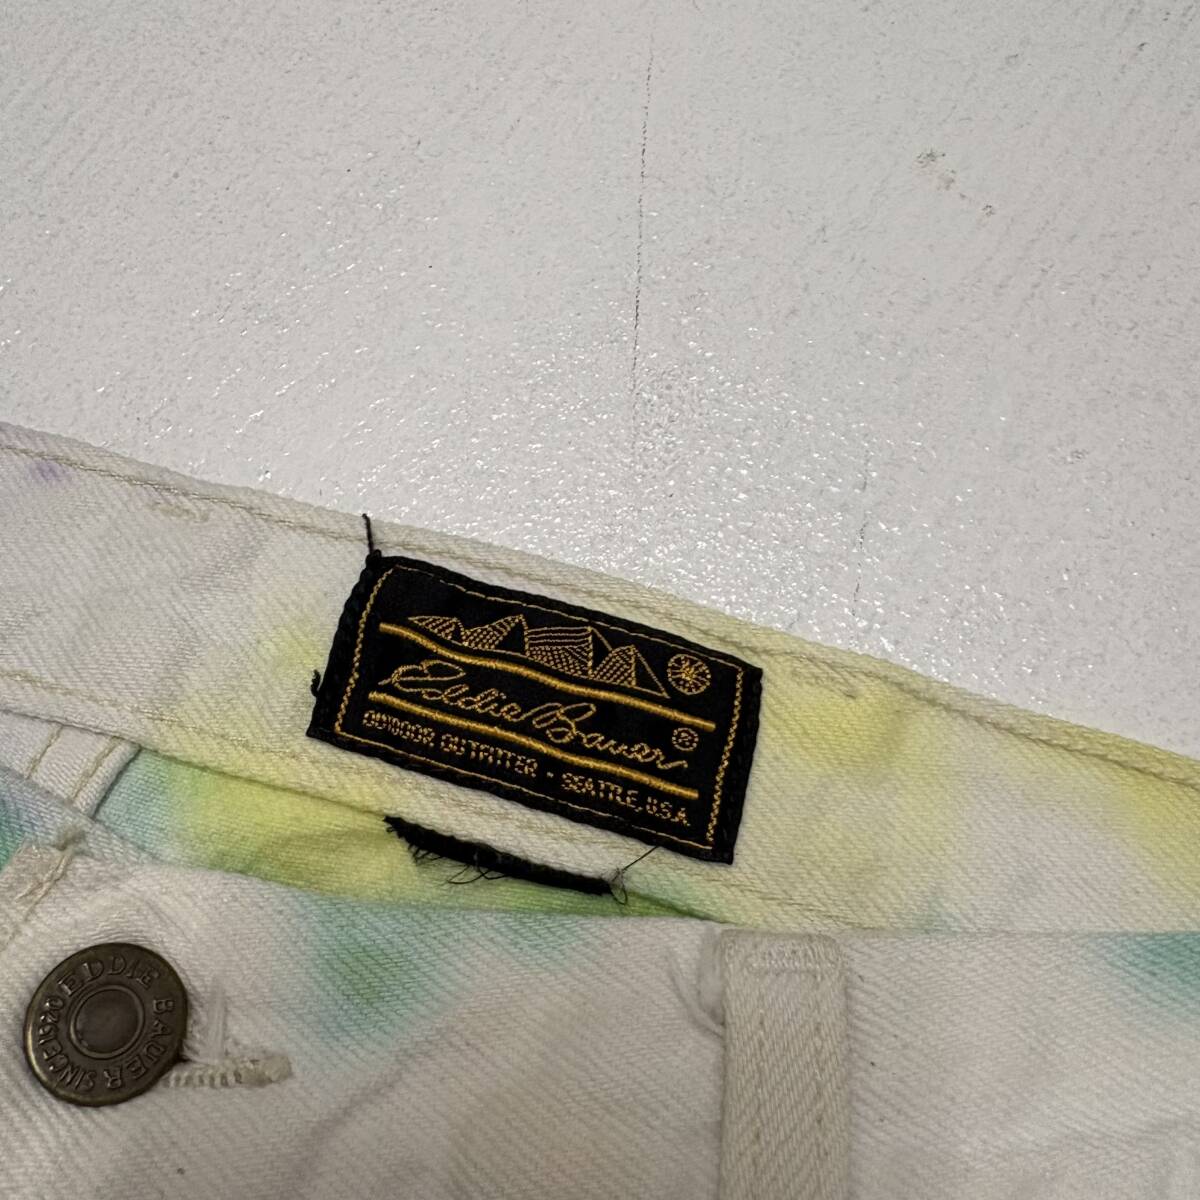 Eddie Bauer ®
OUTDOOR OUTFITTER · SEATTLE, U.S.A.
EDDIE BAUER
SINCE 1920